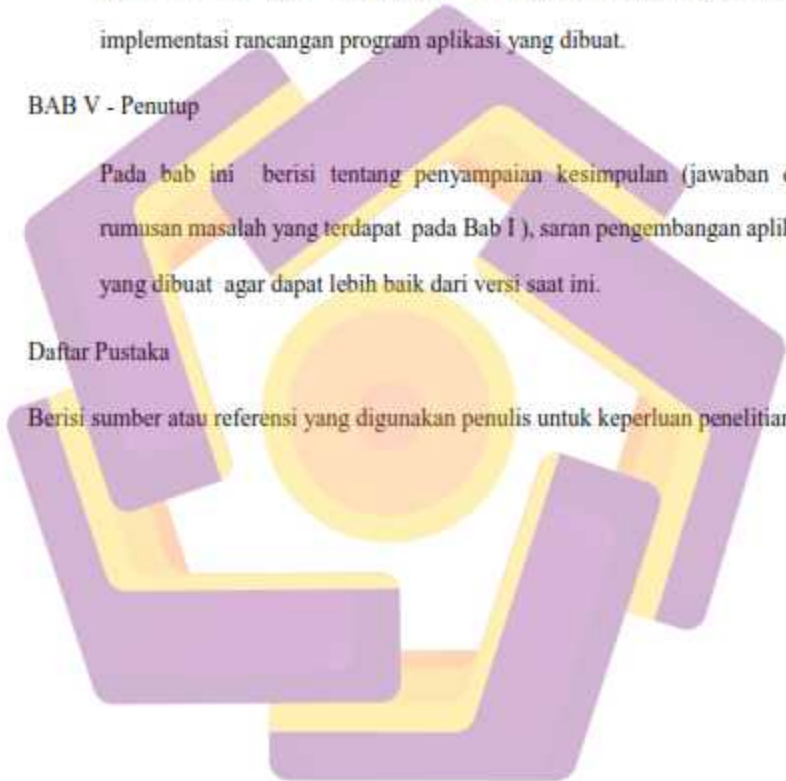 implementasi rancangan program aplikasi yang dibuat.
BAB V - Penutup
Pada bab ini berisi tentang penyampaian kesimpulan (jawaban
rumusan masalah yang terdapat pada Bab I ), saran pengembangan
yang dibuat agar dapat lebih baik dari versi saat ini.
Daftar Pustaka
Berisi sumber atau referensi yang digunakan penulis untuk keperluan penelitian